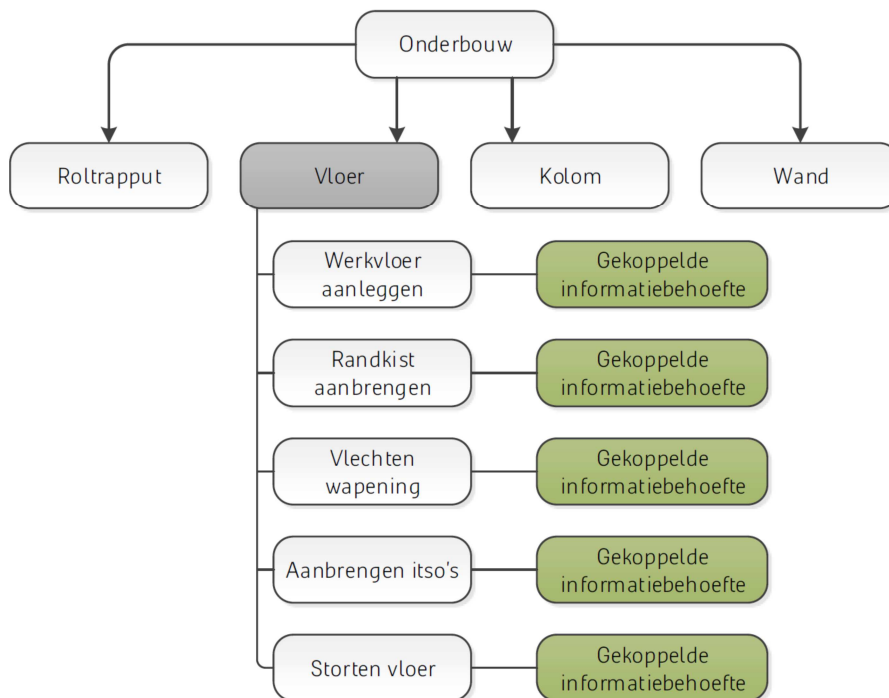 Onderbouw
Roltrapput
Vloer
Kolom
Wand
Werkvloer
aanleggen
Gekoppelde
informatiebehoefte
Randkist
aanbrengen
Gekoppelde
informatiebehoefte
Vlechten
wapening
Gekoppelde
informatiebehoefte
Aanbrengen itso's
Gekoppelde
informatiebehoefte
Storten vloer
Gekoppelde
informatiebehoefte